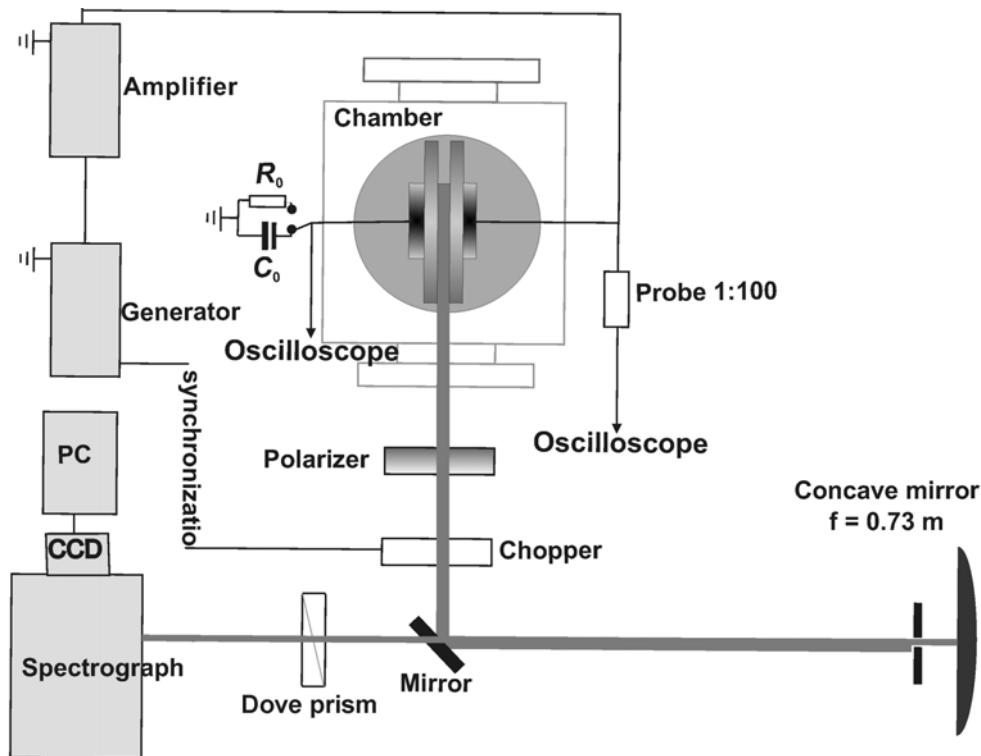 Amplifier
Chamber
R₀
C₀
Generator
Probe 1:100
Oscilloscope
synchronizatio
Oscilloscope
PC
Polarizer
Concave mirror
f = 0.73 m
CCD
Chopper
Spectrograph
Mirror
Dove prism